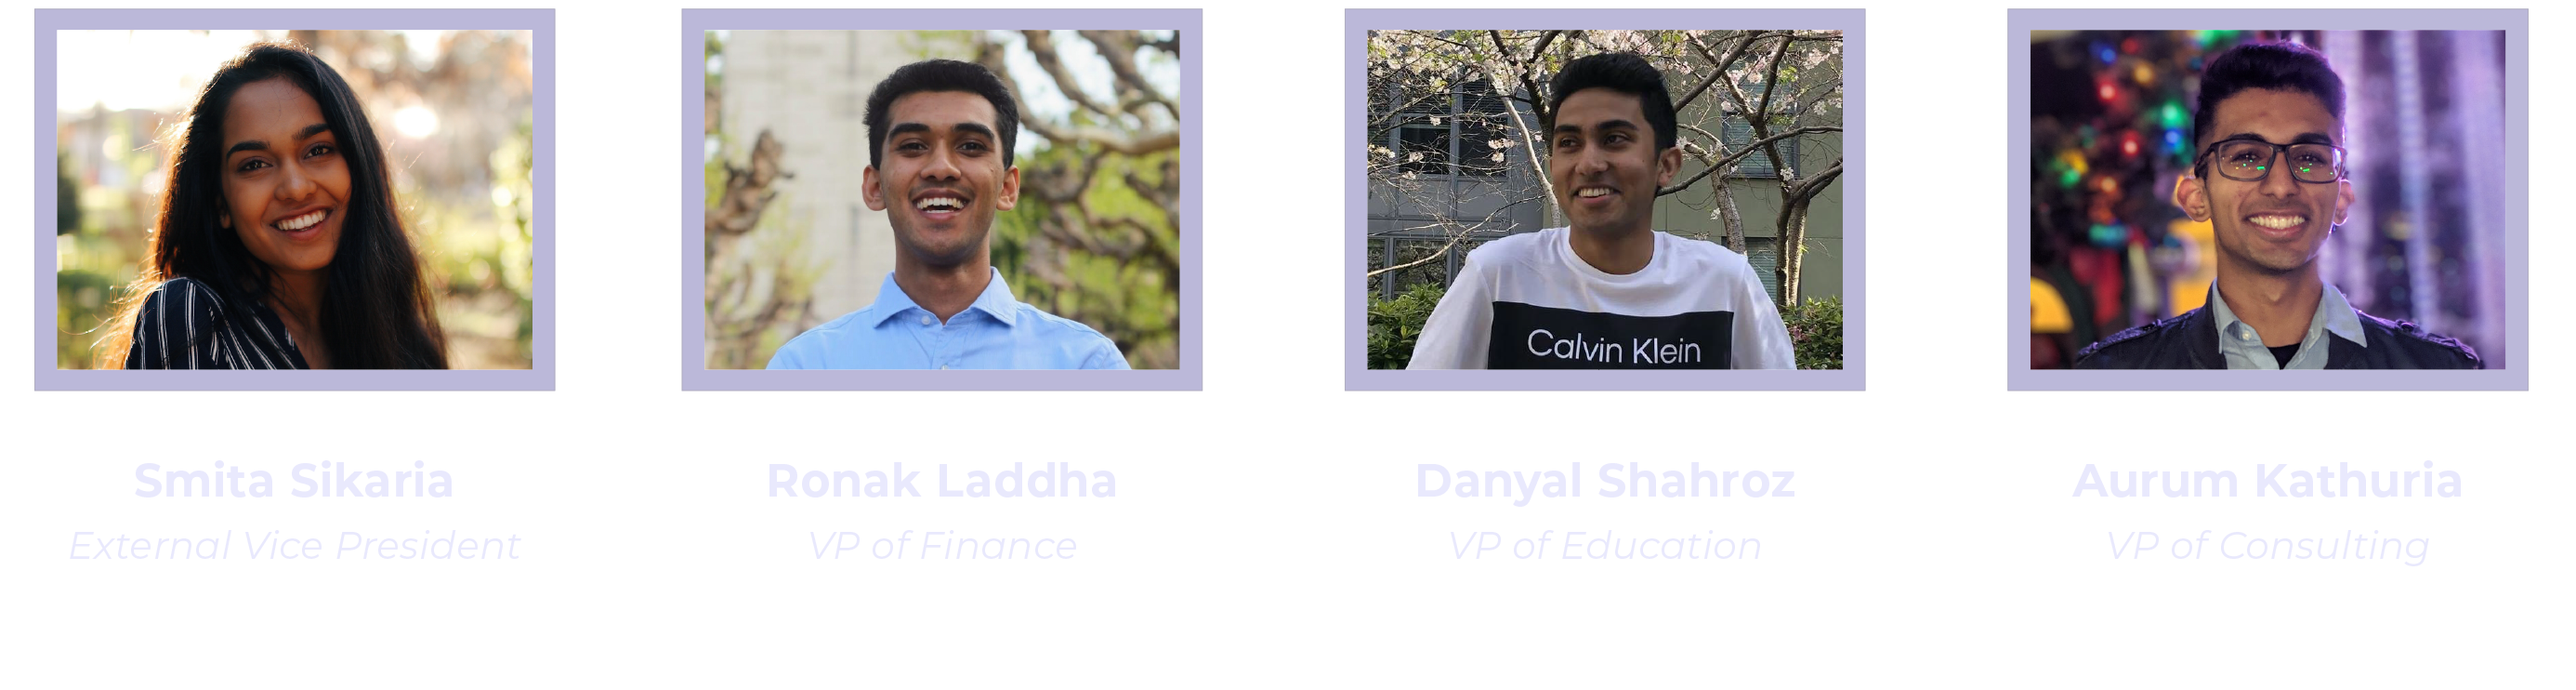 Calvin Klein
Smita Sikaria
External Vice President
Ronak Laddha
VP of Finance
Danyal Shahroz
VP of Education
Aurum Kathuria
VP of Consulting